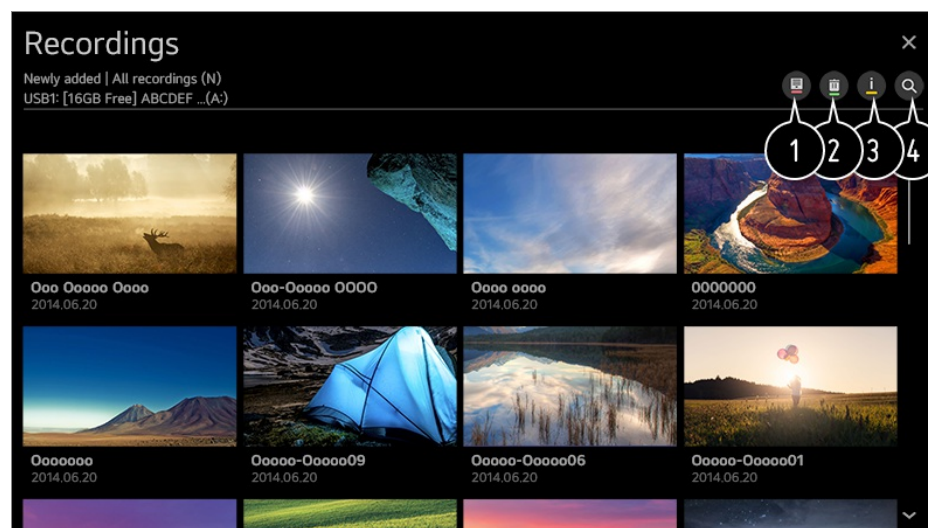 Recordings
Newly added | All recordings (N)
USB1: [16GB Free] ABCDEF ...(A:)
1 2 3 4
Ooo Ooooo Oooo
2014.06.20
Ooo-Ooooo OOOO
2014.06.20
Oooo oooo
2014.06.20
0000000
2014.06.20
Ooooooo
2014.06.20
Ooooo-Ooooo09
2014.06.20
Ooooo-Ooooo06
2014.06.20
Ooooo-Ooooo01
2014.06.20